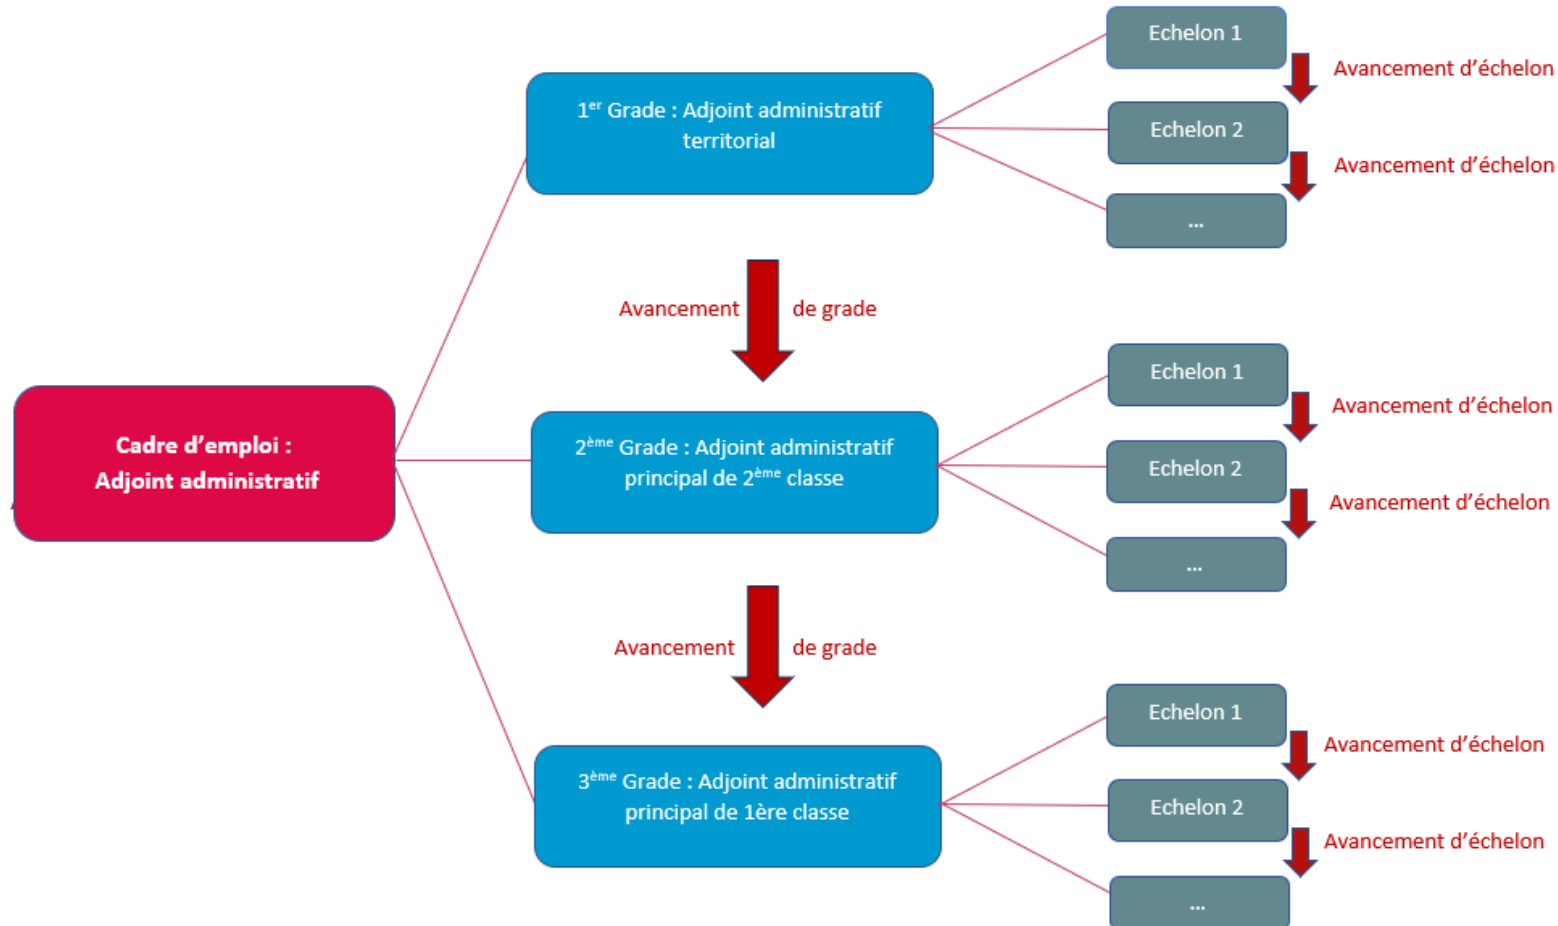 Cadre d’emploi :
Adjoint administratif
1er Grade : Adjoint administratif
territorial
Echelon 1
Avancement d’échelon
Echelon 2
Avancement d’échelon
...
Avancement de grade
2ème Grade : Adjoint administratif
principal de 2ème classe
Echelon 1
Avancement d’échelon
Echelon 2
Avancement d’échelon
...
Avancement de grade
3ème Grade : Adjoint administratif
principal de 1ère classe
Echelon 1
Avancement d’échelon
Echelon 2
Avancement d’échelon
...